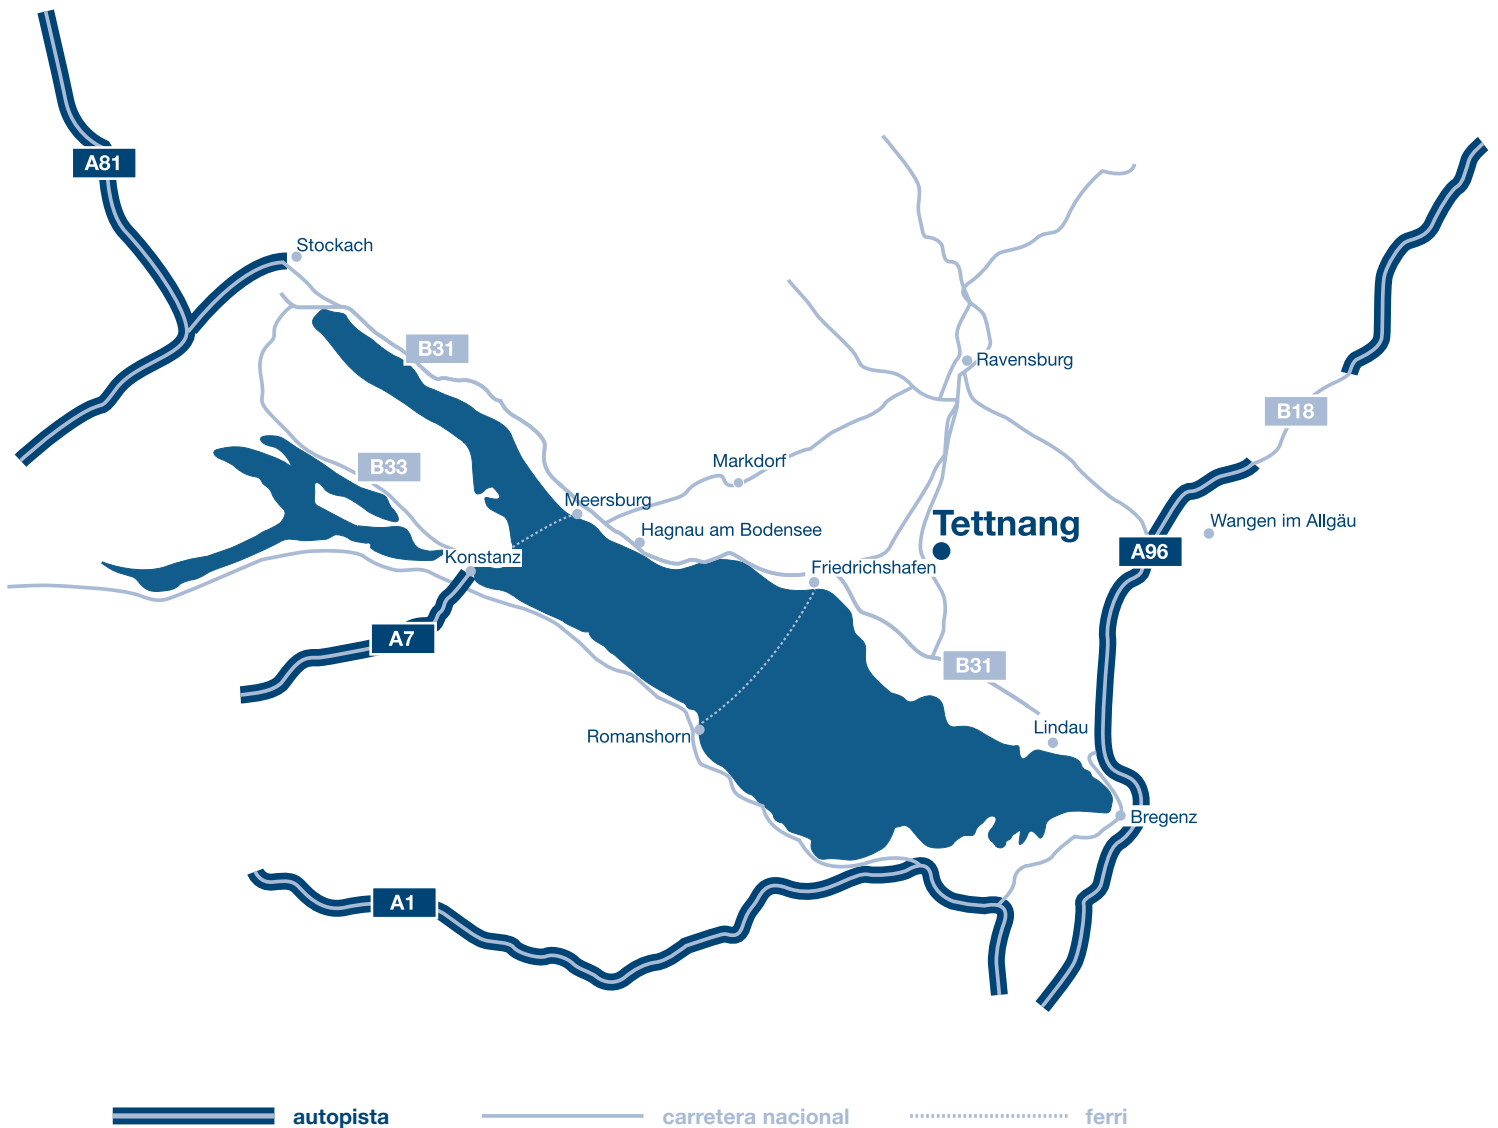 A81
Stockach
B31
Ravensburg
B18
Markdorf
B33
Meersburg
Wangen im Allgäu
Tettnang
Hagnau am Bodensee
A96
Konstanz
Friedrichshafen
A7
B31
Lindau
Romanshorn
Bregenz
A1
autopista
carretera nacional
ferri